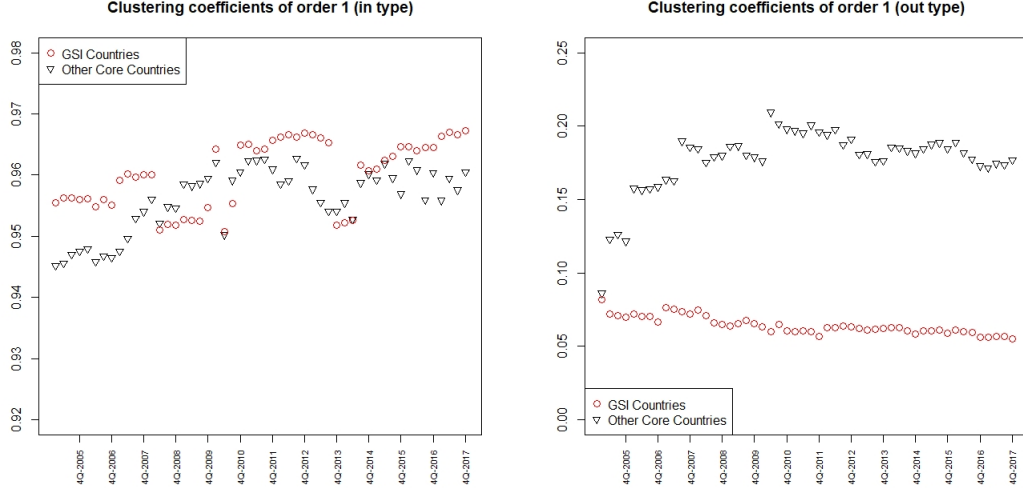 Clustering coefficients of order 1 (in type)
0.98
0.97
0.96
0.95
0.94
0.93
0.92
GSI Countries
Other Core Countries
4Q-2005
4Q-2006
4Q-2007
4Q-2008
4Q-2009
4Q-2010
4Q-2011
4Q-2012
4Q-2013
4Q-2014
4Q-2015
4Q-2016
4Q-2017
Clustering coefficients of order 1 (out type)
0.25
0.20
0.15
0.10
0.05
0.00
GSI Countries
Other Core Countries
4Q-2005
4Q-2006
4Q-2007
4Q-2008
4Q-2009
4Q-2010
4Q-2011
4Q-2012
4Q-2013
4Q-2014
4Q-2015
4Q-2016
4Q-2017